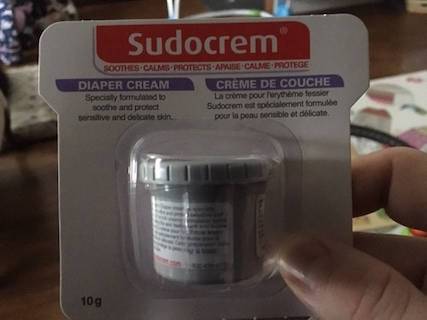 Sudocrem®
SOOTHES · CALMS · PROTECTS · APAISE · CALME · PROTÈGE
DIAPER CREAM
Specially formulated to
soothe and protect
sensitive and delicate skin.
CRÈME DE COUCHE
La crème pour l'érythème fessier
Sudocrem est spécialement formulée
pour la peau sensible et délicate.
10g